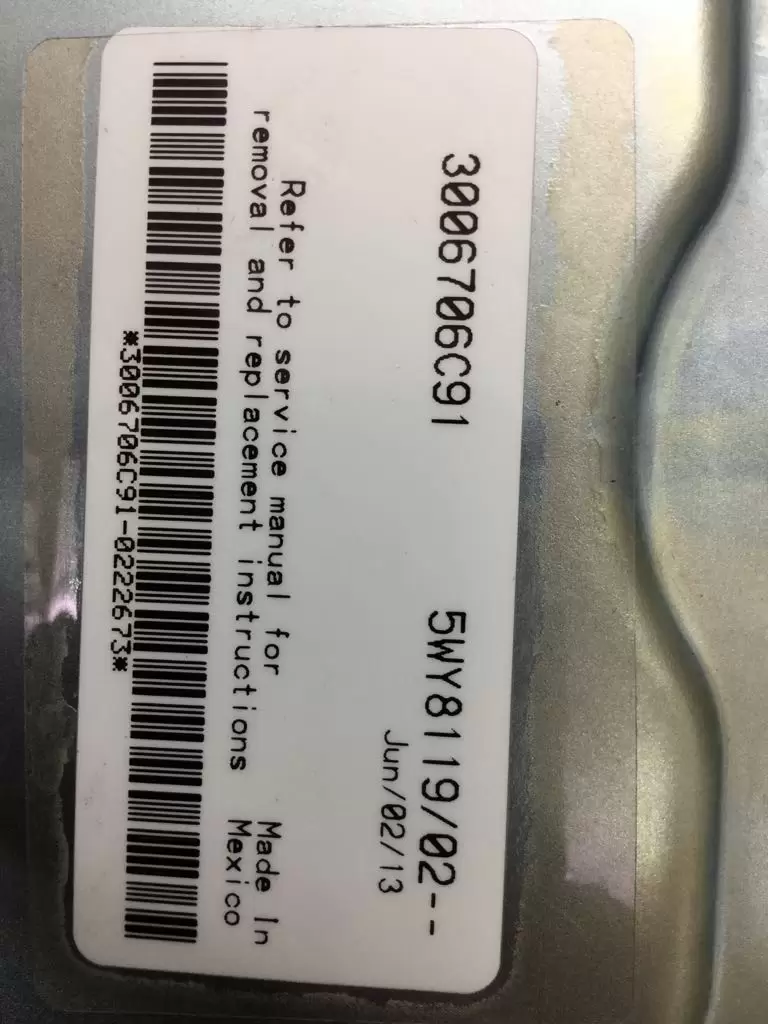 3006706C91 5WY8119/02--
Jun/02/13
Refer to service manual for
removal and replacement instructions
Made In
Mexico
*3006706C91-0222673*